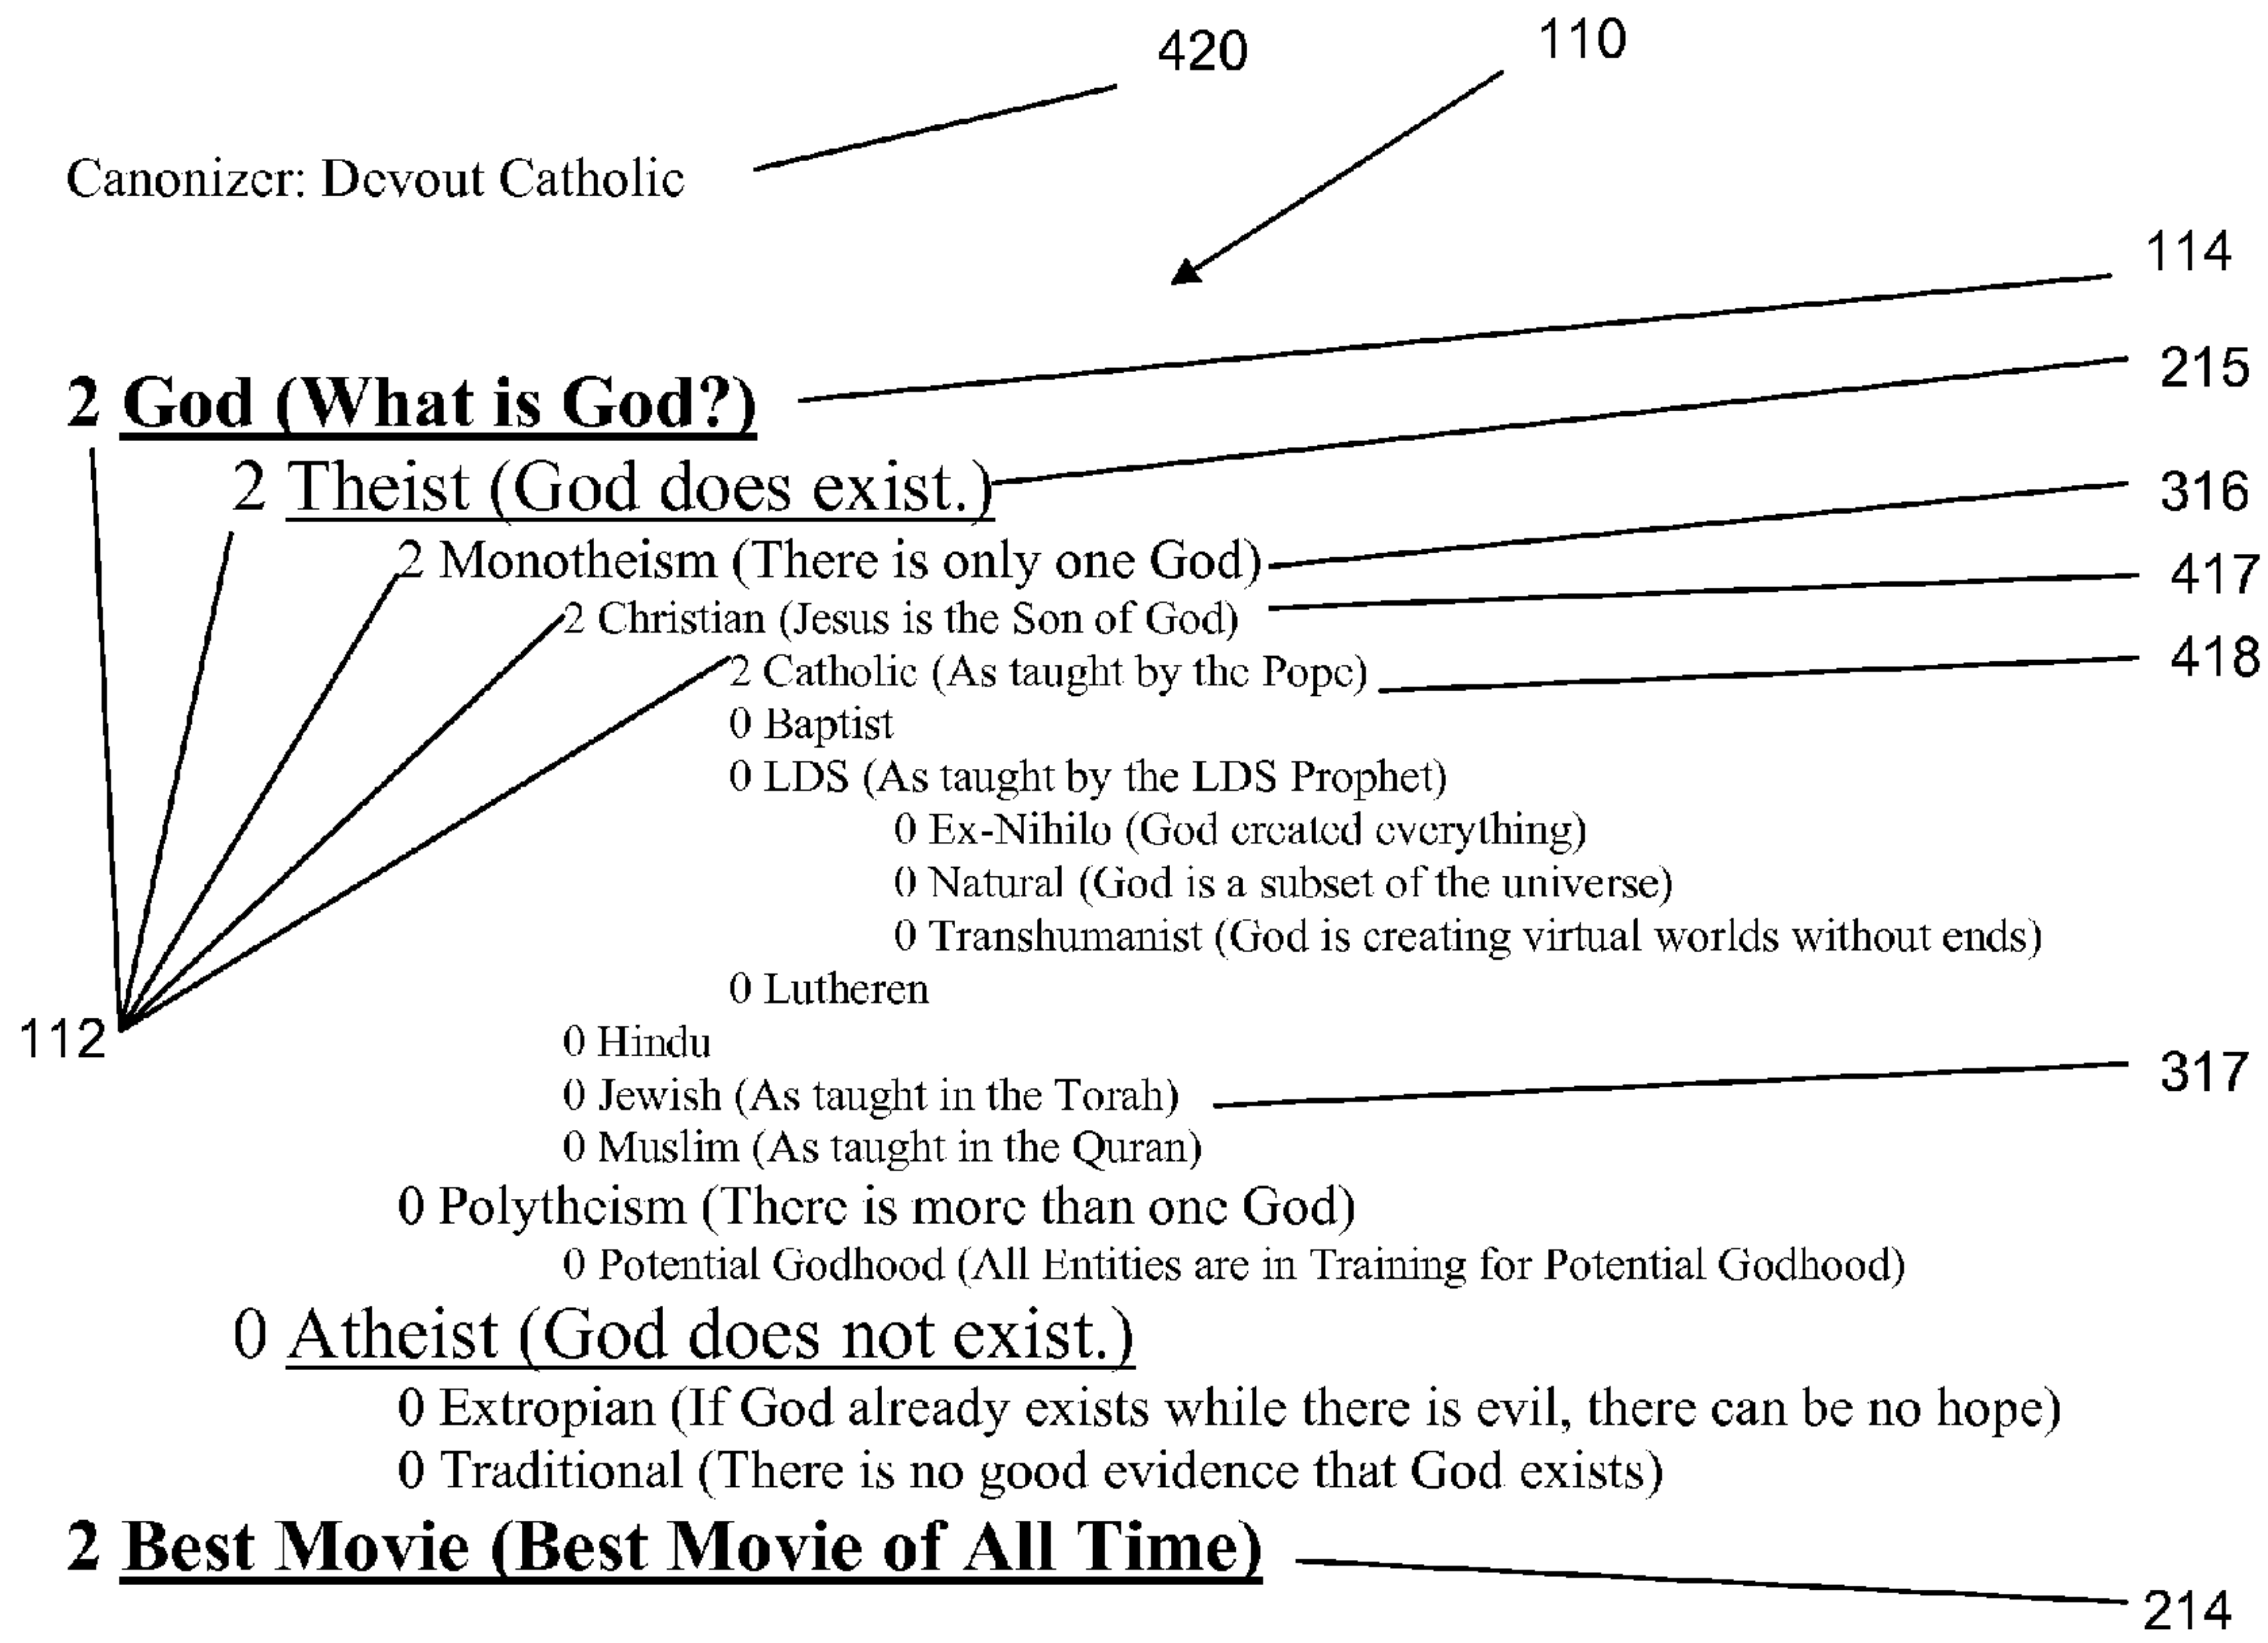 420
110
Canonizer: Devout Catholic
114
215
2 God (What is God?)
2 Theist (God does exist.)
316
2 Monotheism (There is only one God)
417
2 Christian (Jesus is the Son of God)
418
2 Catholic (As taught by the Pope)
0 Baptist
0 LDS (As taught by the LDS Prophet)
0 Ex-Nihilo (God created everything)
0 Natural (God is a subset of the universe)
0 Transhumanist (God is creating virtual worlds without ends)
0 Lutheren
112
0 Hindu
317
0 Jewish (As taught in the Torah)
0 Muslim (As taught in the Quran)
0 Polytheism (There is more than one God)
0 Potential Godhood (All Entities are in Training for Potential Godhood)
0 Atheist (God does not exist.)
0 Extropian (If God already exists while there is evil, there can be no hope)
0 Traditional (There is no good evidence that God exists)
2 Best Movie (Best Movie of All Time)
214